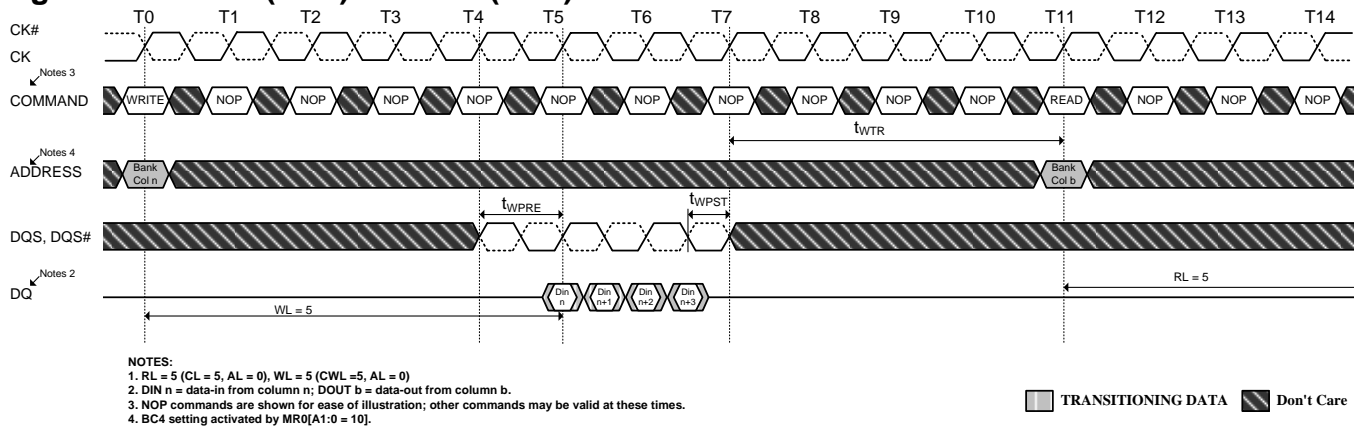 T0 T1 T2 T3 T4 T5 T6 T7 T8 T9 T10 T11 T12 T13 T14
CK#
CK
Notes 3
COMMAND WRITE NOP NOP NOP NOP NOP NOP NOP NOP NOP NOP READ NOP NOP NOP
tWTR
Notes 4
ADDRESS
Bank Col n
Bank Col b
tWPRE tWPST
DQS, DQS#
Notes 2
DQ
Din n
Din n+1
Din n+2
Din n+3
RL = 5
WL = 5
NOTES:
1. RL = 5 (CL = 5, AL = 0), WL = 5 (CWL =5, AL = 0)
2. DIN n = data-in from column n; DOUT b = data-out from column b.
3. NOP commands are shown for ease of illustration; other commands may be valid at these times.
4. BC4 setting activated by MR0[A1:0 = 10].
TRANSITIONING DATA
Don't Care